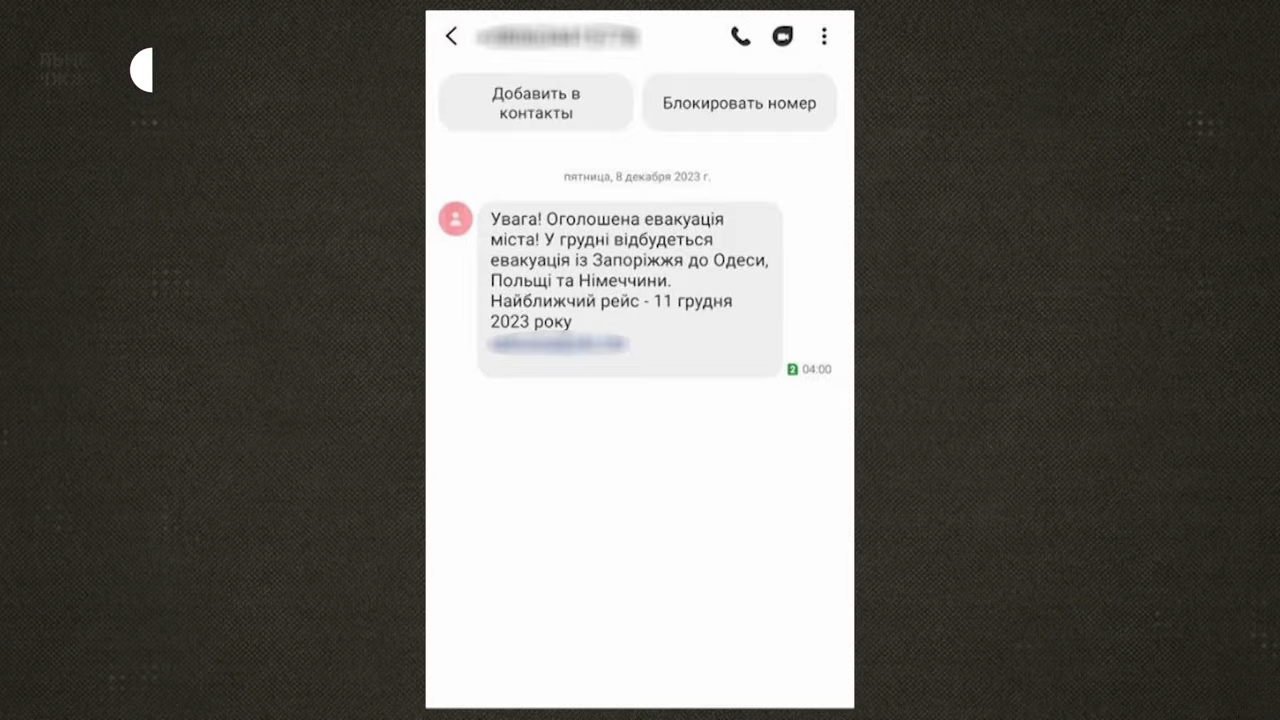 Добавить в
контакты
Блокировать номер
пятница, 8 декабря 2023 г.
Увага! Оголошена евакуація
міста! У грудні відбудеться
евакуація із Запоріжжя до Одеси,
Польщі та Німеччини.
Найближчий рейс - 11 грудня
2023 року
2 04:00